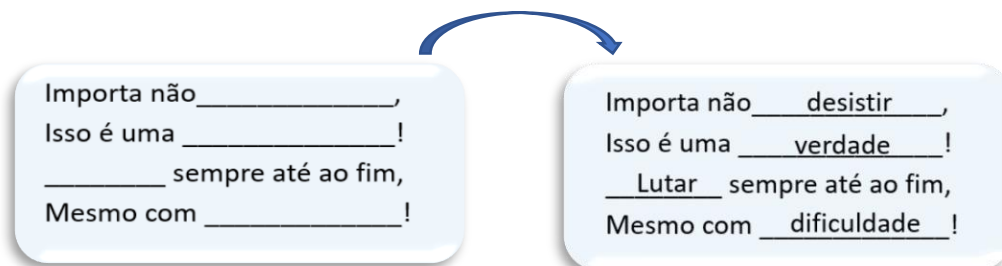 Importa não______________,
Isso é uma _______________!
_________ sempre até ao fim,
Mesmo com ______________!
Importa não____desistir____,
Isso é uma ____verdade____!
__Lutar__ sempre até ao fim,
Mesmo com __dificuldade__!